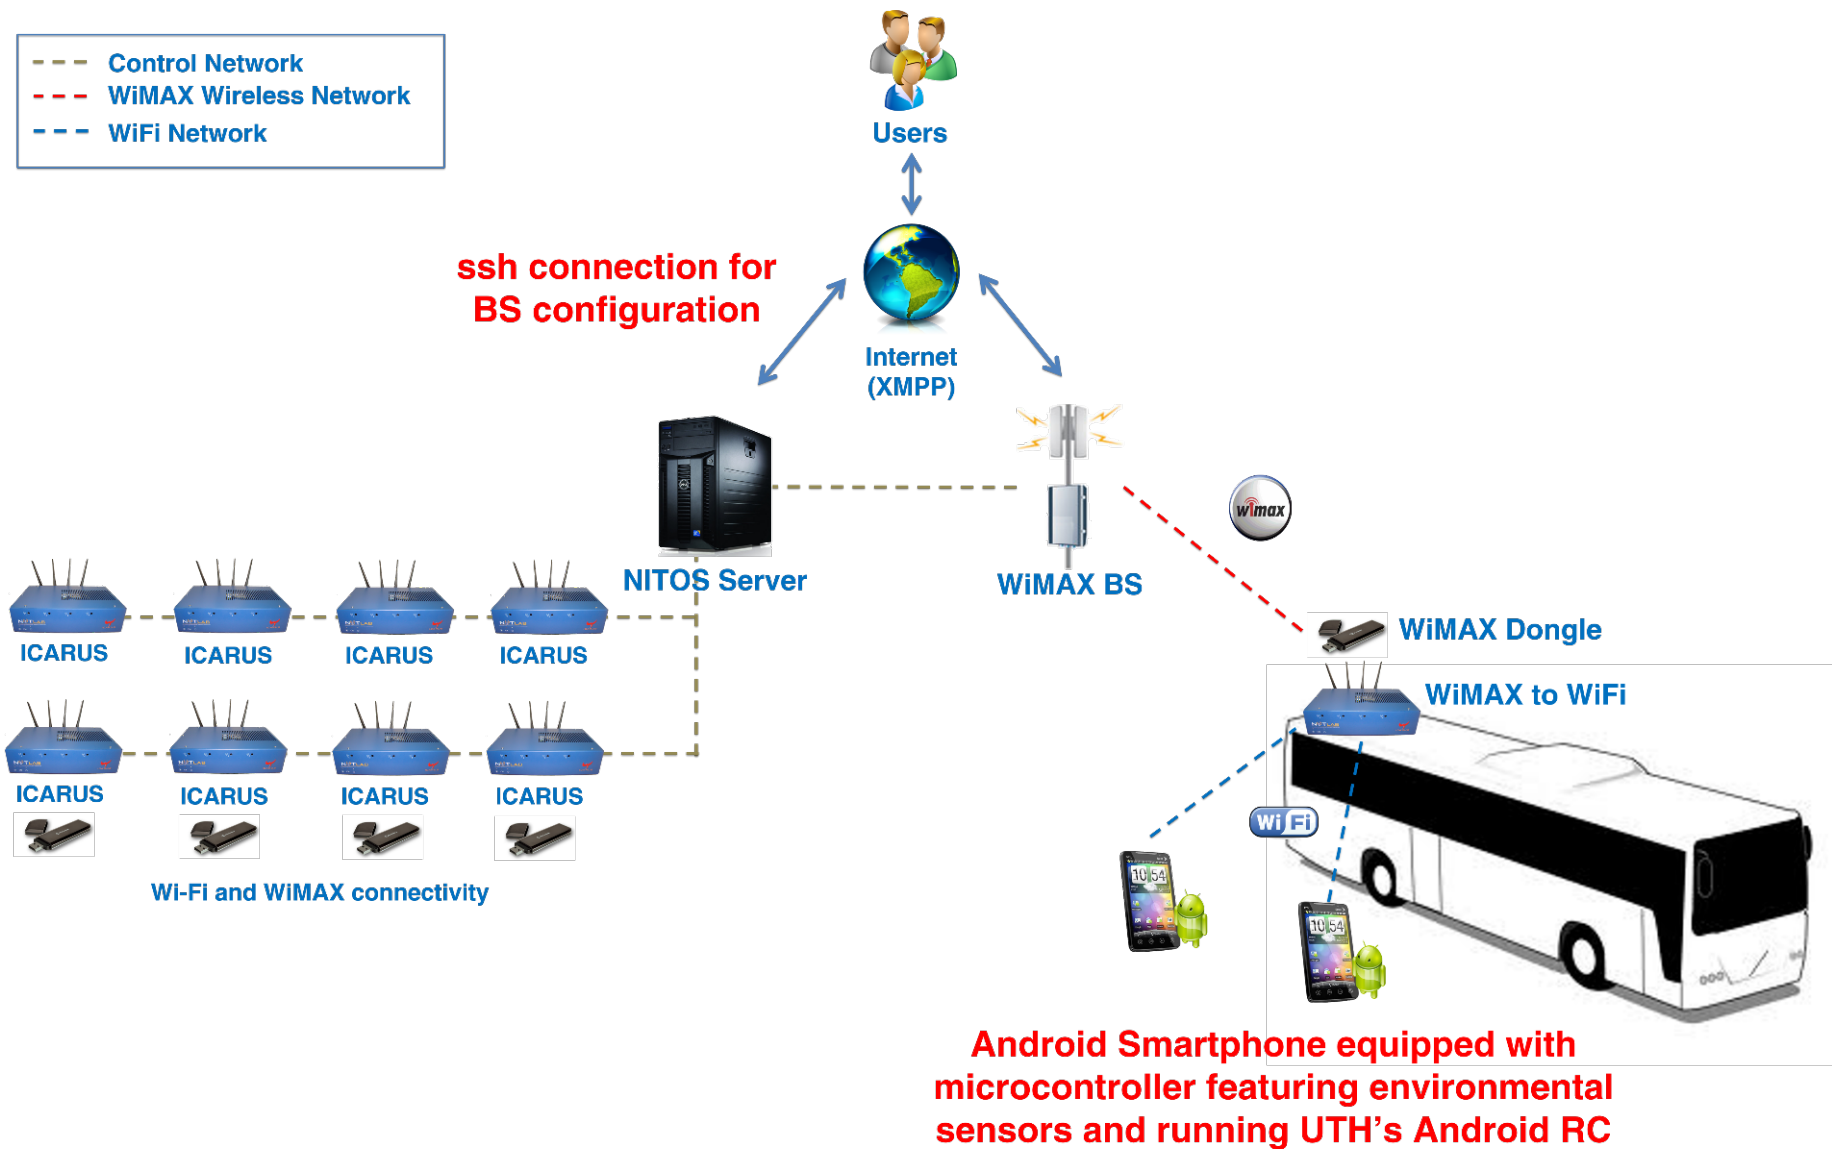 Control Network
WiMAX Wireless Network
WiFi Network
Users
ssh connection for
BS configuration
Internet
(XMPP)
NITOS Server
WiMAX BS
wimax
WiMAX Dongle
WiMAX to WiFi
ICARUS
ICARUS
ICARUS
ICARUS
ICARUS
ICARUS
ICARUS
ICARUS
Wi-Fi and WiMAX connectivity
Wi Fi
10 54
10 54
Android Smartphone equipped with
microcontroller featuring environmental
sensors and running UTH's Android RC